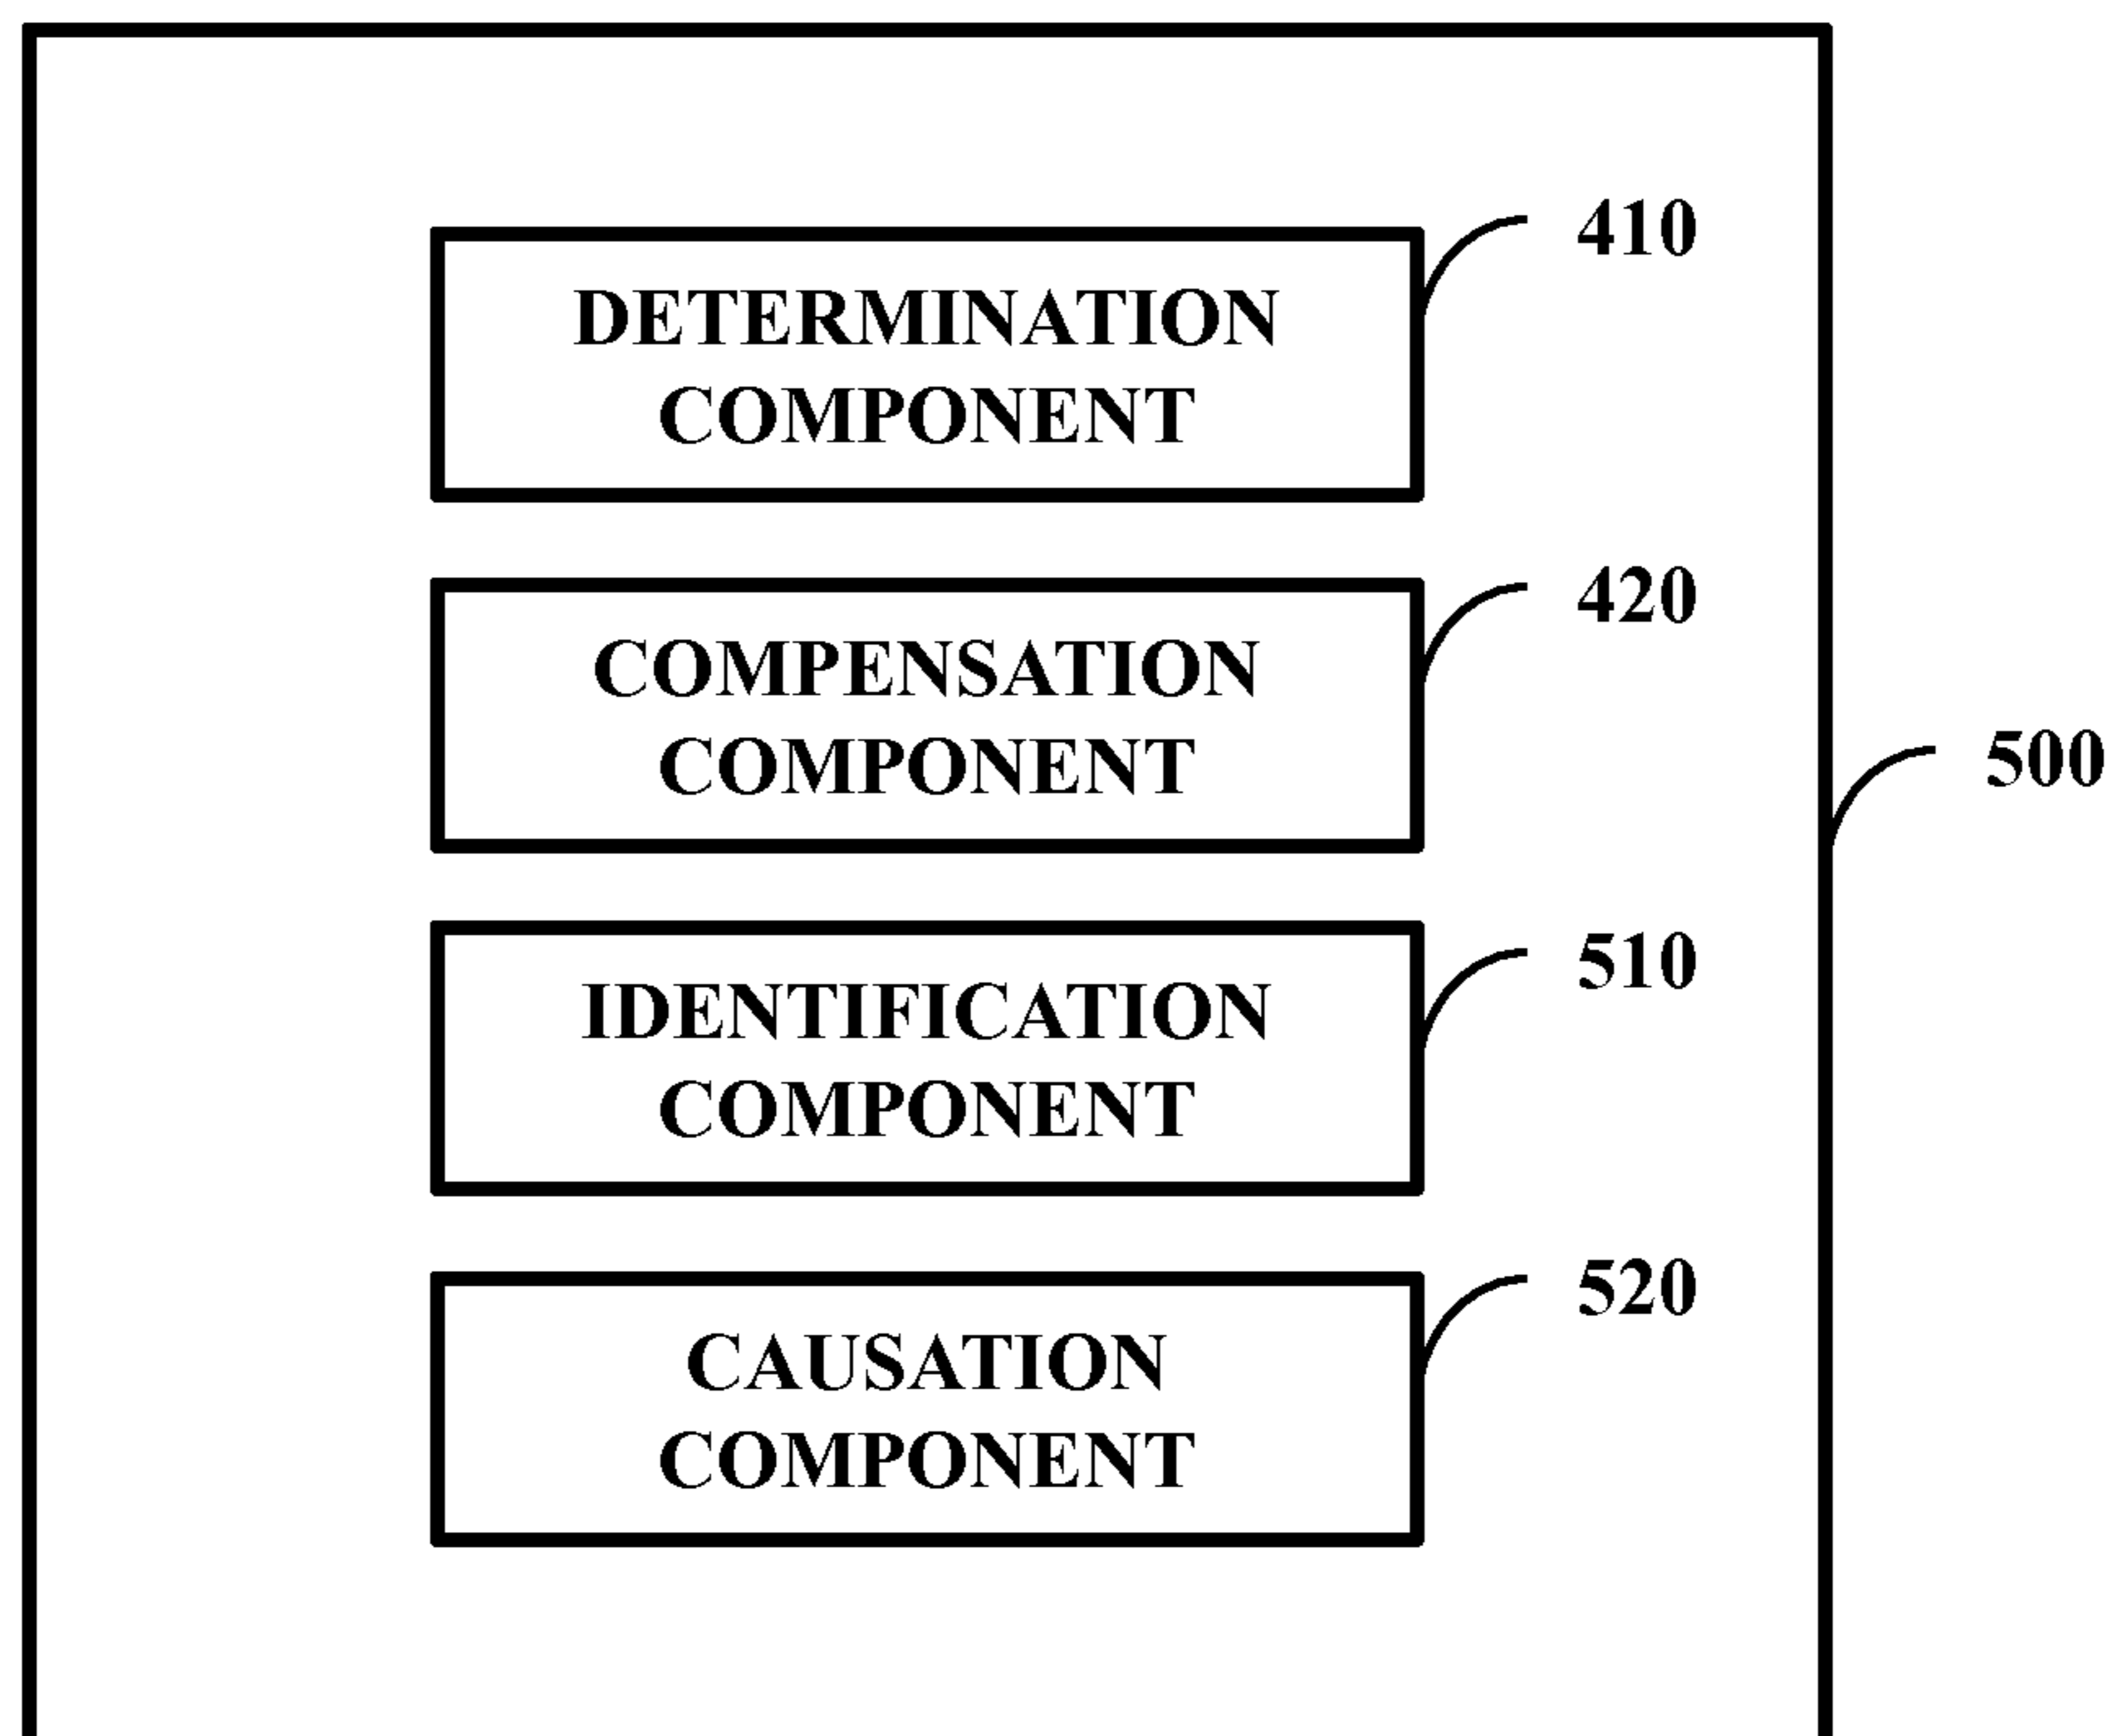 410
DETERMINATION
COMPONENT
420
COMPENSATION
COMPONENT
500
510
IDENTIFICATION
COMPONENT
520
CAUSATION
COMPONENT